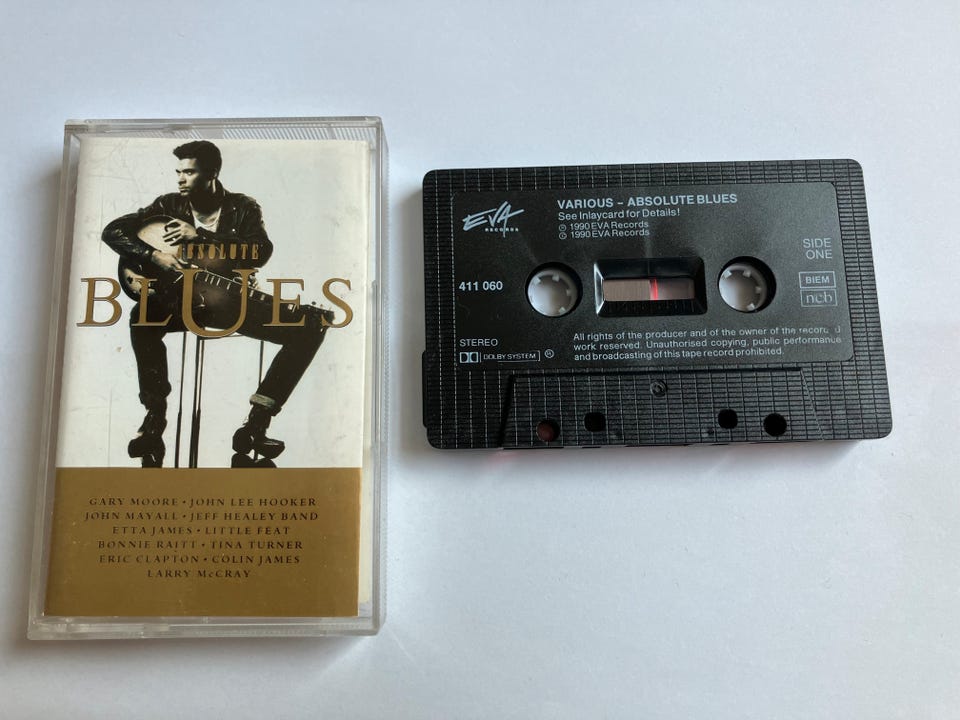 ABSOLUTE
BLUES
GARY MOORE • JOHN LEE HOOKER
JOHN MAYALL • JEFF HEALEY BAND
ETTA JAMES • LITTLE FEAT
BONNIE RAITT • TINA TURNER
ERIC CLAPTON • COLIN JAMES
LARRY McCRAY
EVA
RECORDS
VARIOUS – ABSOLUTE BLUES
See Inlaycard for Details!
℗ 1990 EVA Records
© 1990 EVA Records
SIDE
ONE
411 060
BIEM
ncb
STEREO
DOLBY SYSTEM ®
All rights of the producer and of the owner of the recorded
work reserved. Unauthorised copying, public performance
and broadcasting of this tape record prohibited.